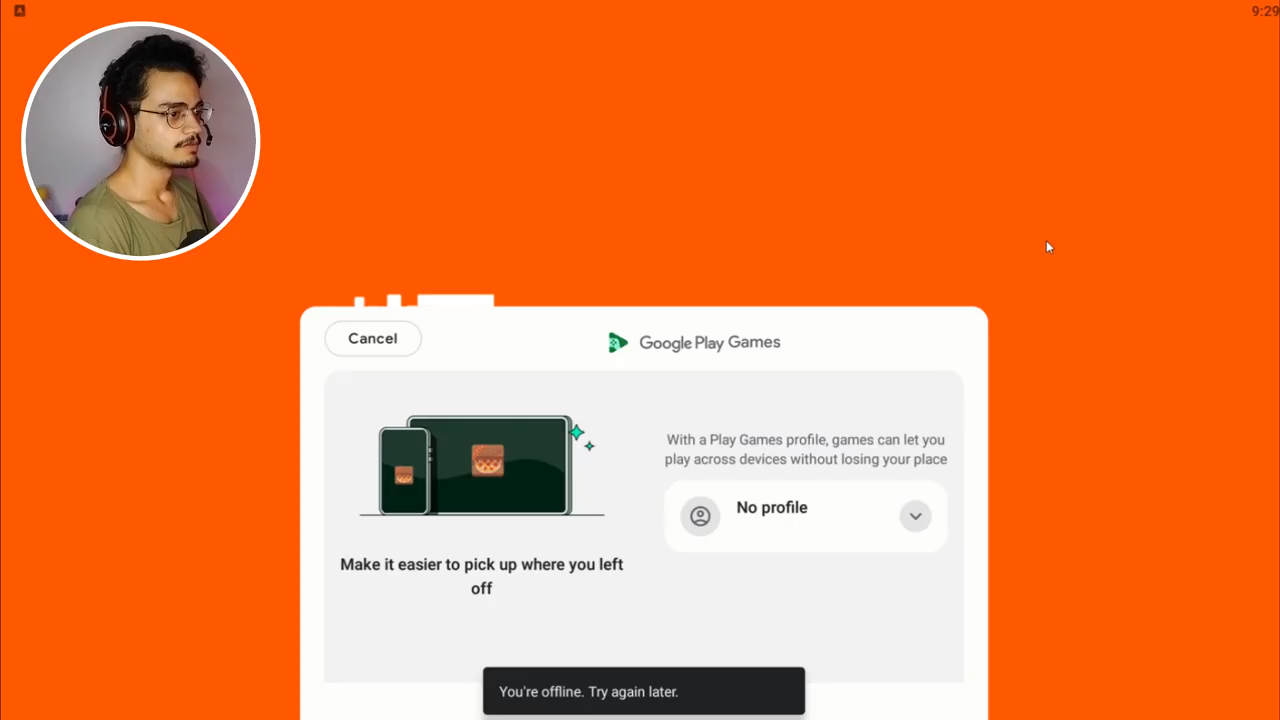 A
9:29
Cancel
Google Play Games
With a Play Games profile, games can let you
play across devices without losing your place
No profile
Make it easier to pick up where you left
off
You're offline. Try again later.